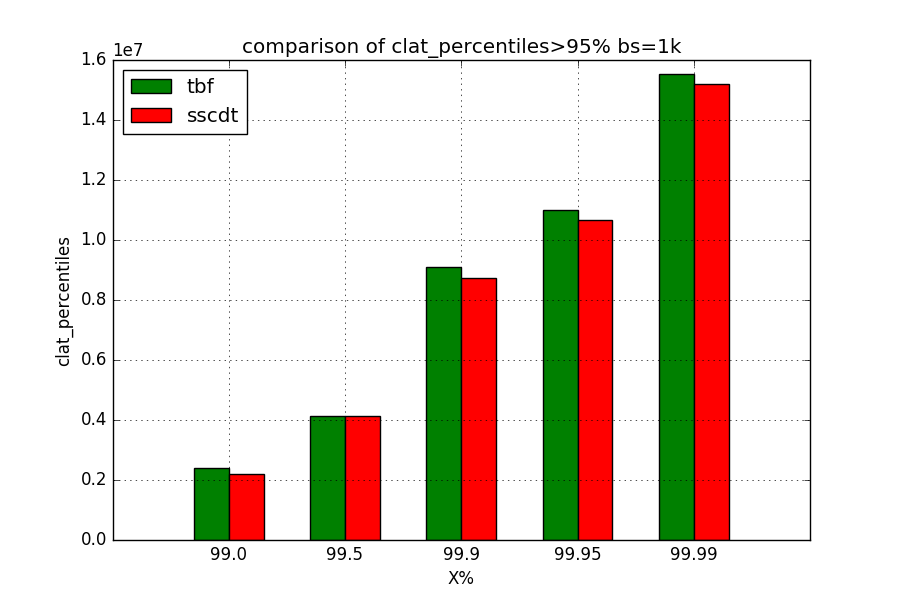 comparison of clat_percentiles>95% bs=1k
1e7
tbf
sscdt
1.6
1.4
1.2
1.0
0.8
0.6
0.4
0.2
0.0
clat_percentiles
99.0 99.5 99.9 99.95 99.99
X%